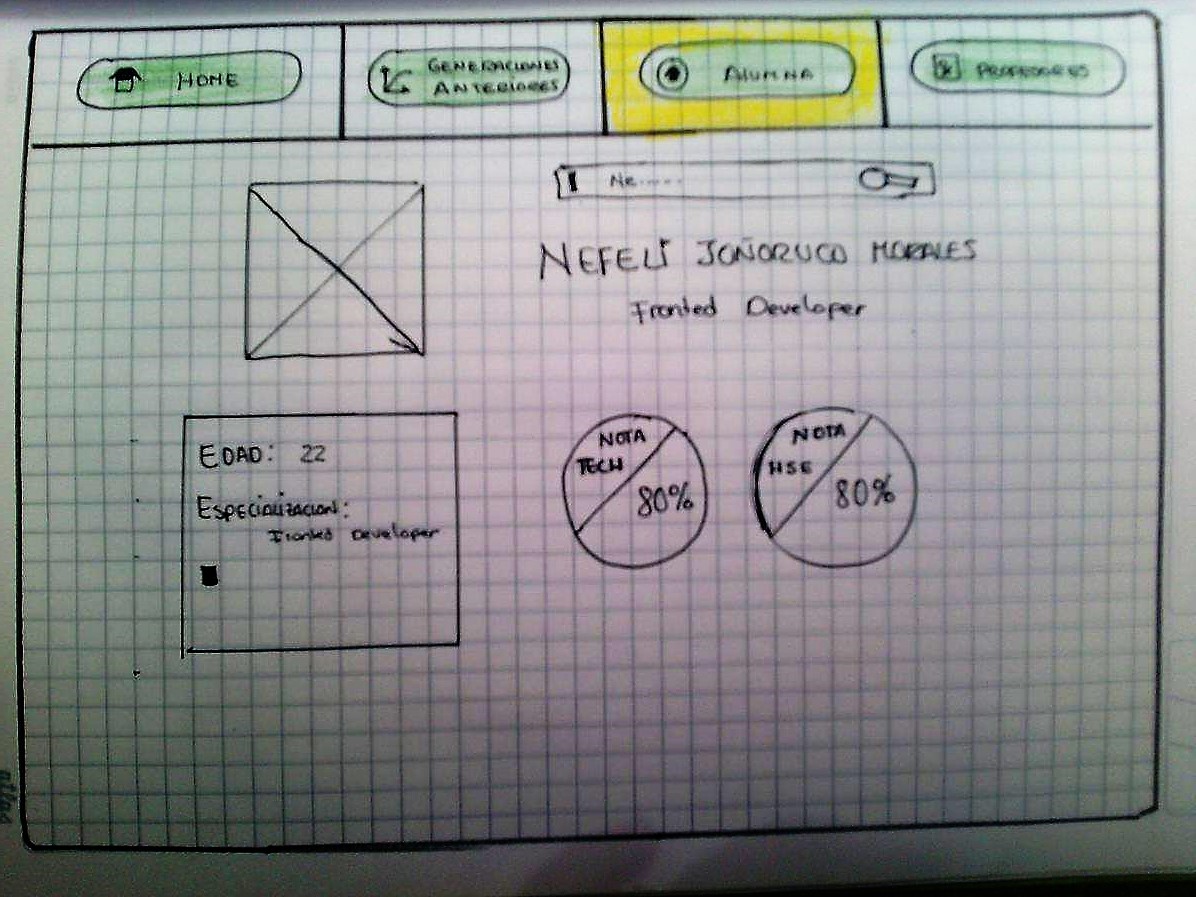 HOME
GENERACIONES
ANTERIORES
ALUMNA
PROFESORES
Ne.....
NEFELI JOÑORUCO MORALES
Fronted Developer
EDAD: 22
ESPECIALIZACION:
Fronted Developer
NOTA
TECH
80%
NOTA
HSE
80%